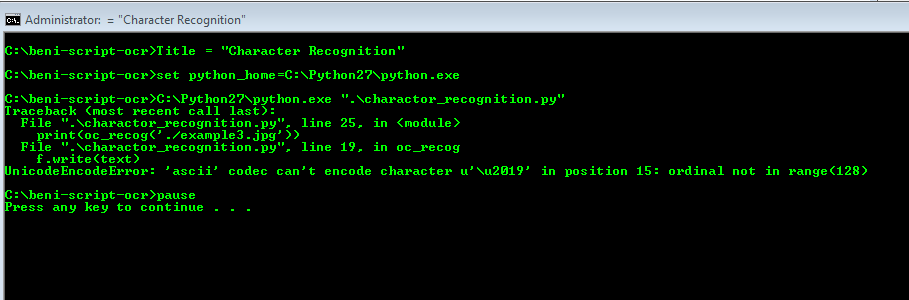 Administrator:  = "Character Recognition"
C:\beni-script-ocr>Title = "Character Recognition"
C:\beni-script-ocr>set python_home=C:\Python27\python.exe
C:\beni-script-ocr>C:\Python27\python.exe ".\charactor_recognition.py"
Traceback (most recent call last):
  File ".\charactor_recognition.py", line 25, in <module>
    print(oc_recog('./example3.jpg'))
  File ".\charactor_recognition.py", line 19, in oc_recog
    f.write(text)
UnicodeEncodeError: 'ascii' codec can't encode character u'\u2019' in position 15: ordinal not in range(128)
C:\beni-script-ocr>pause
Press any key to continue . . .